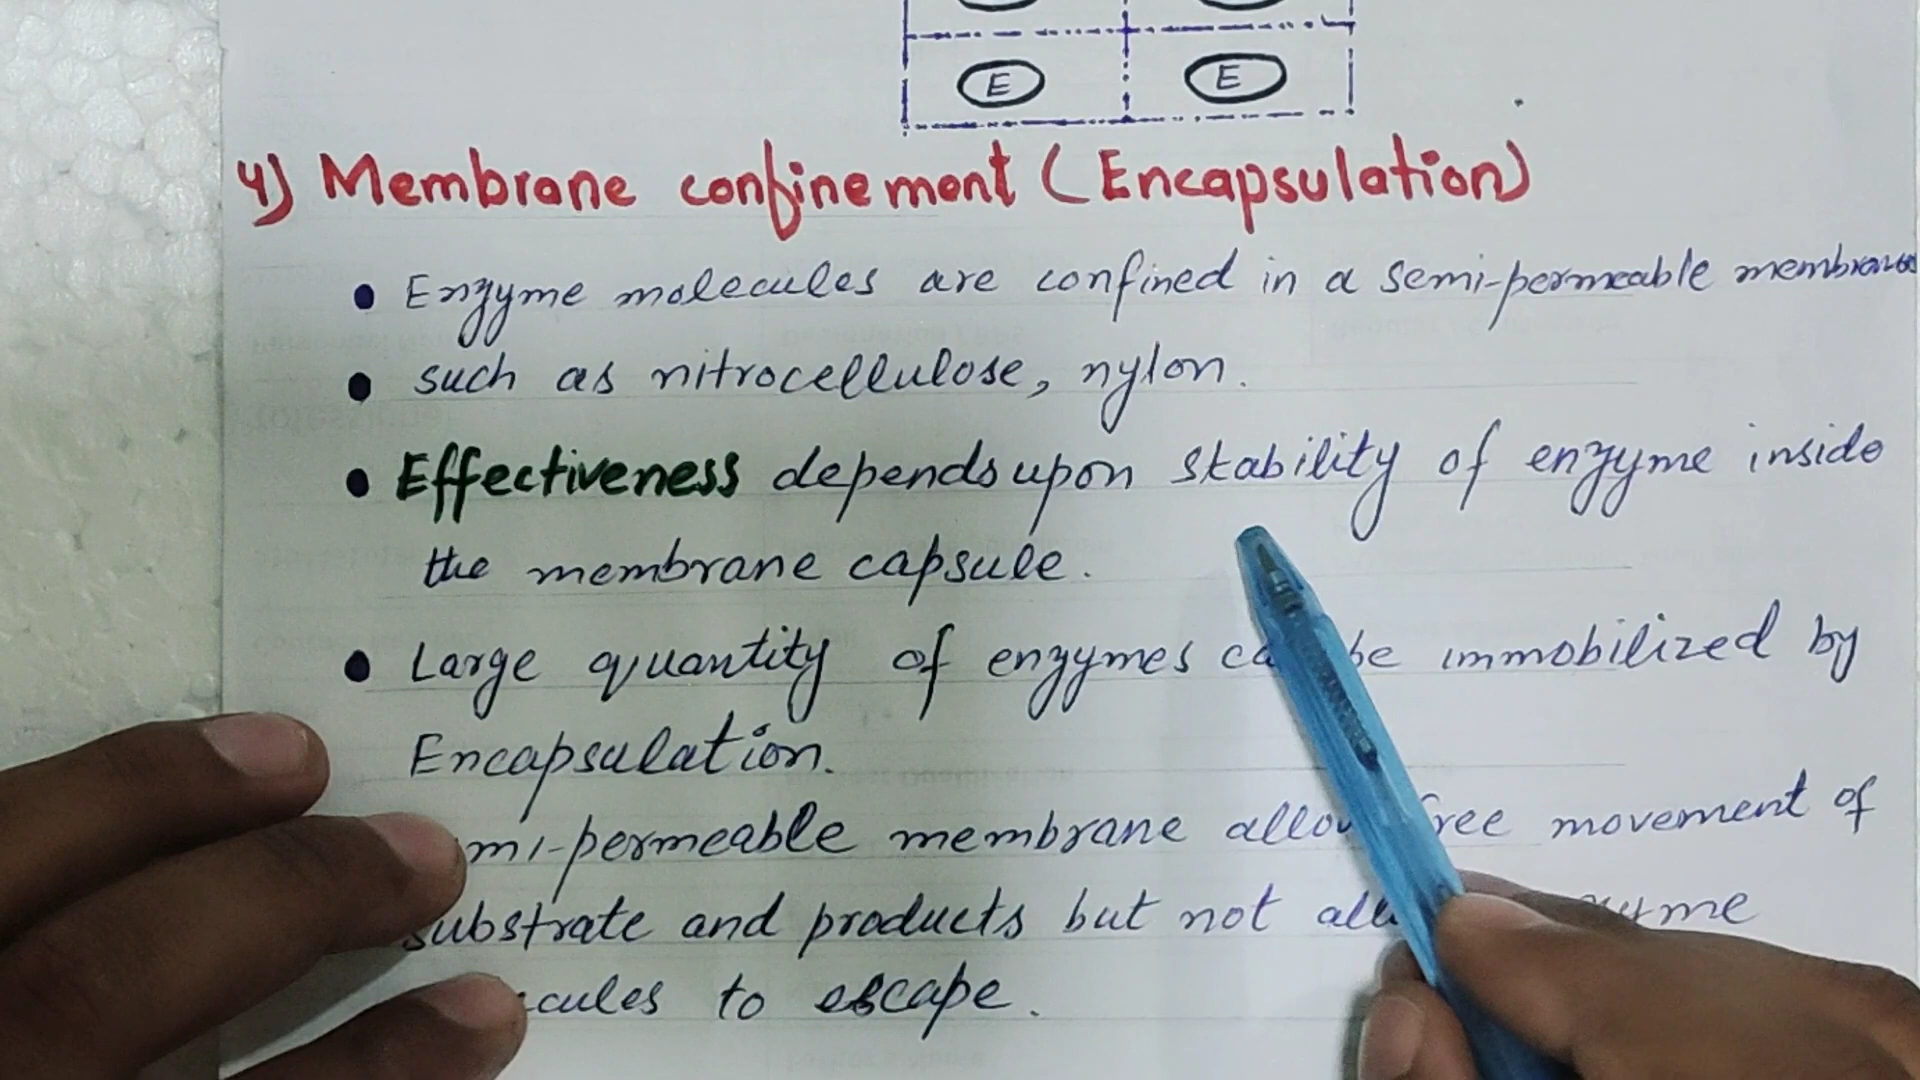 E E
4) Membrane confinement (Encapsulation)
• Enzyme molecules are confined in a semi-permeable membrane
• such as nitrocellulose, nylon.
• Effectiveness depends upon stability of enzyme inside
the membrane capsule.
• Large quantity of enzymes be immobilized by
Encapsulation.
mi-permeable membrane free movement of
substrate and products but not
to escape.